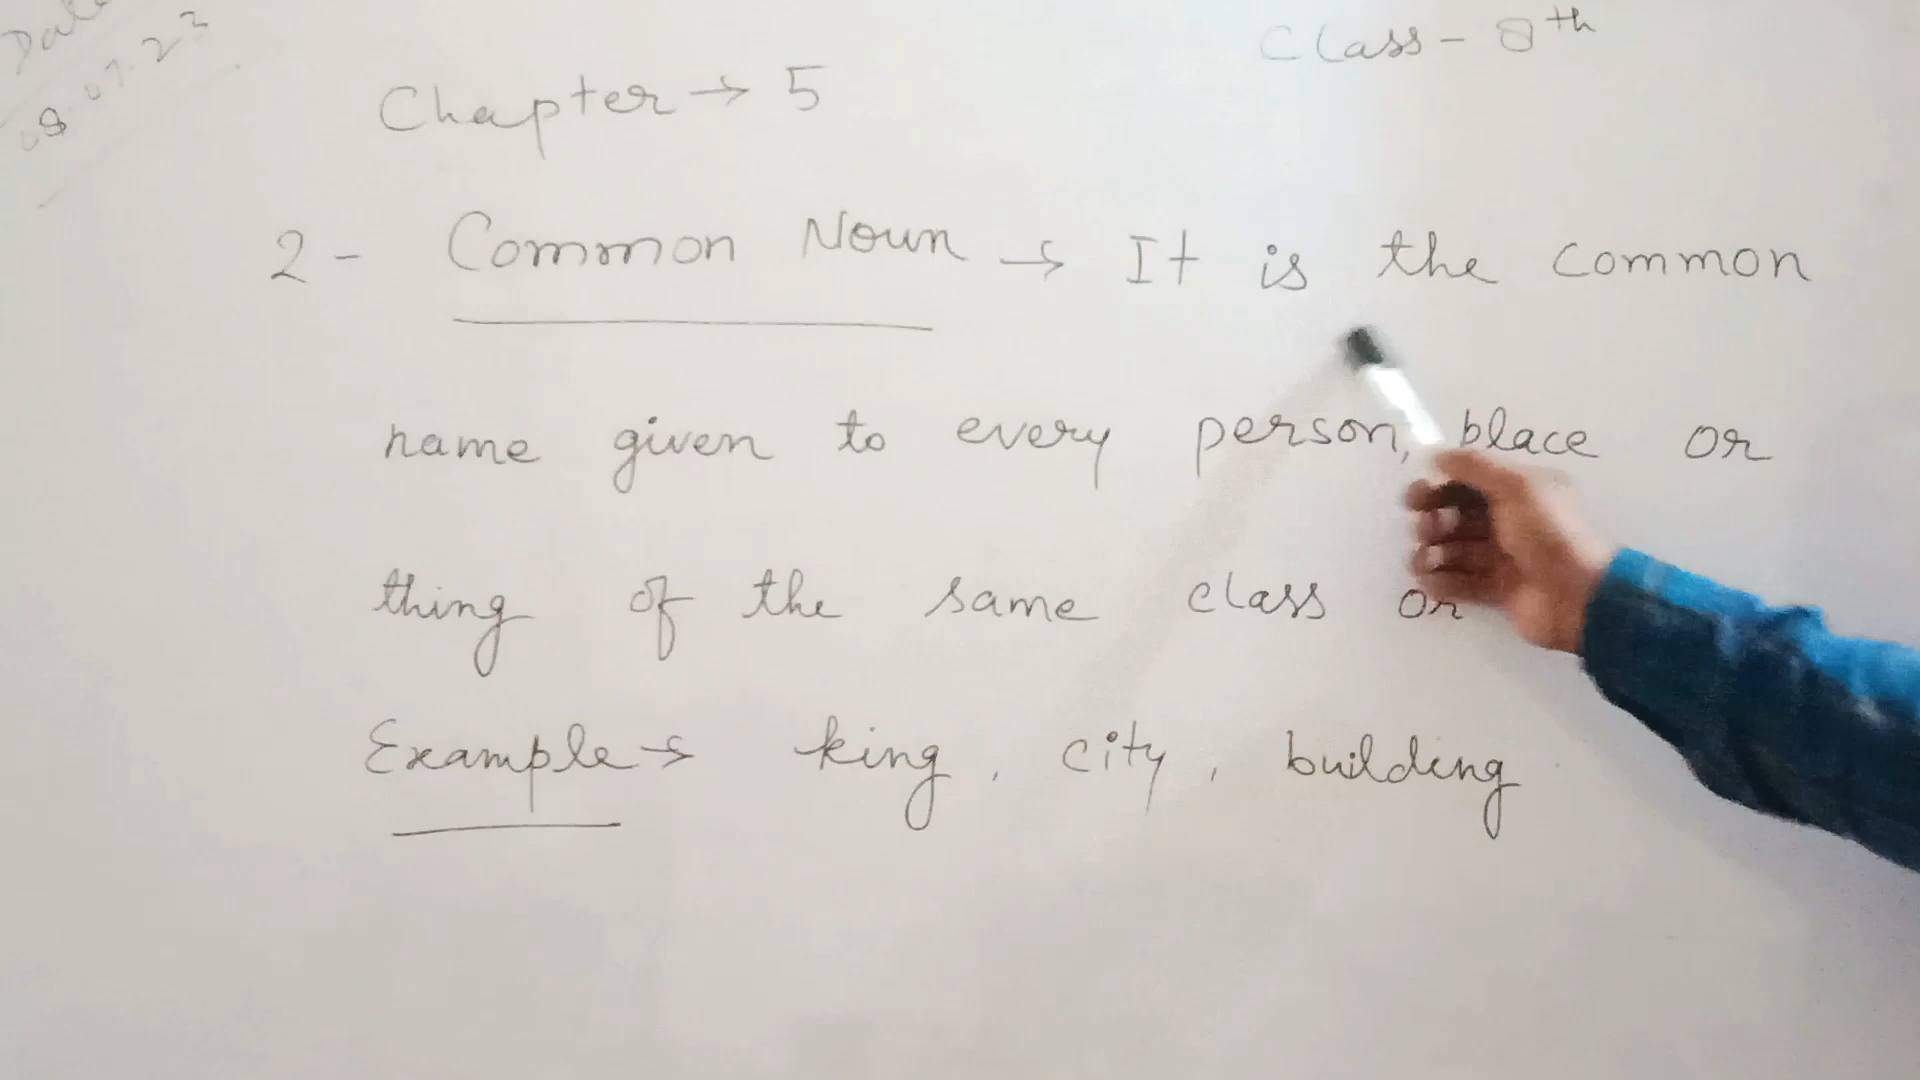 Class - 8th
Chapter → 5
2 - Common Noun → It is the common
name given to every person, place or
thing of the same class or
Example → king, city, building